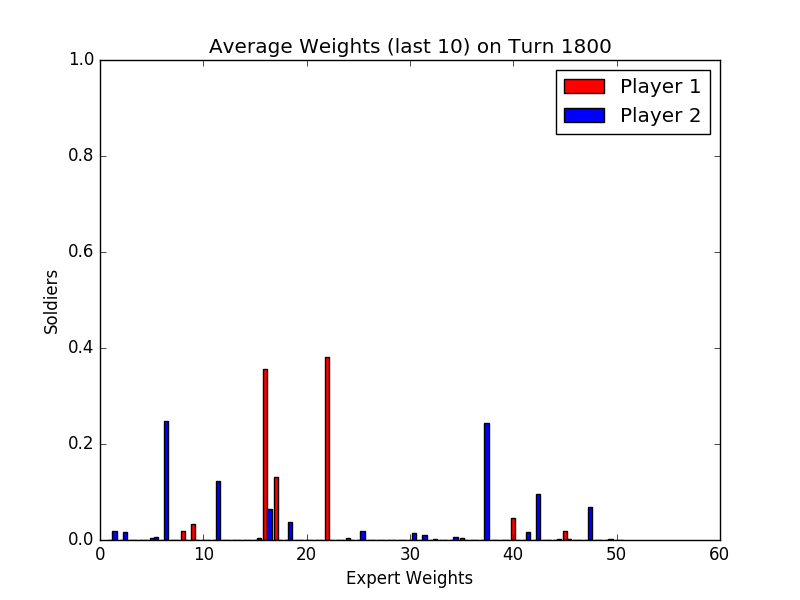 Average Weights (last 10) on Turn 1800
1.0
0.8
0.6
0.4
0.2
0.0
Soldiers
Player 1
Player 2
0 10 20 30 40 50 60
Expert Weights